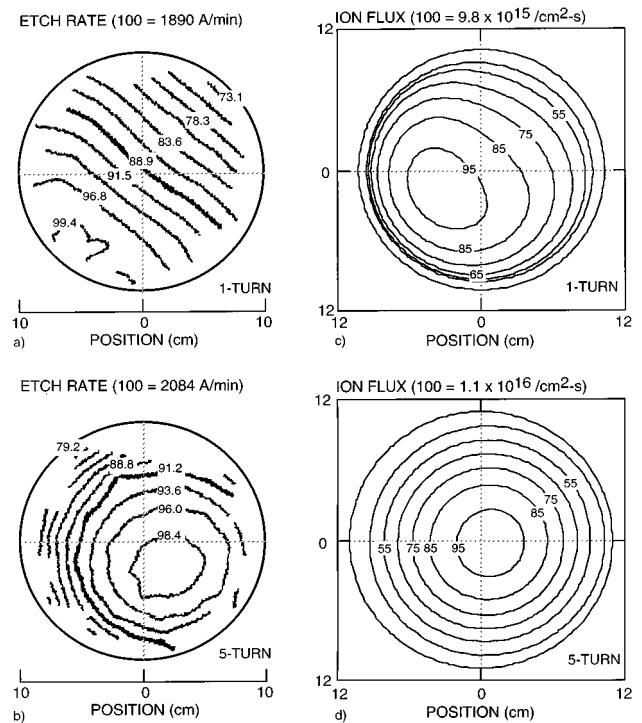 ETCH RATE (100 = 1890 A/min)
73.1
78.3
83.6
88.9
91.5
96.8
99.4
1-TURN
10 0 10
POSITION (cm)
a)
ION FLUX (100 = 9.8 x 10^15 /cm^2-s)
12
55
75
85
0
95
85
65
1-TURN
12
12 0 12
POSITION (cm)
c)
ETCH RATE (100 = 2084 A/min)
79.2
88.8
91.2
93.6
96.0
98.4
5-TURN
10 0 10
POSITION (cm)
b)
ION FLUX (100 = 1.1 x 10^16 /cm^2-s)
12
55
75
85
0 55 75 85 95
5-TURN
12
12 0 12
POSITION (cm)
d)